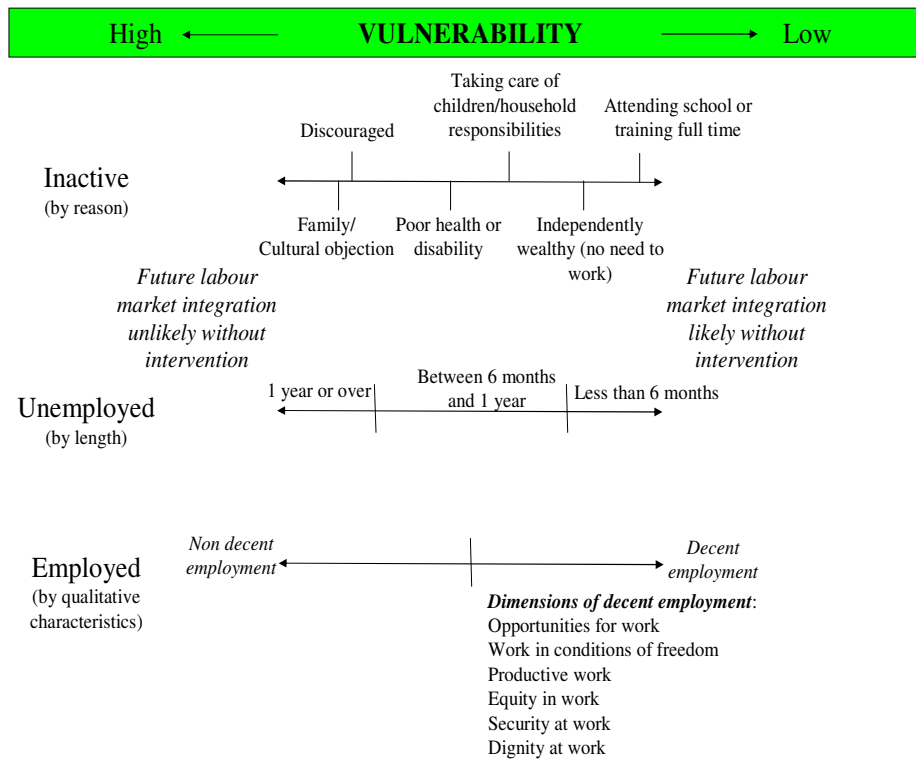 High VULNERABILITY Low
Taking care of
children/household
responsibilities
Attending school or
training full time
Discouraged
Inactive
(by reason)
Family/
Cultural objection
Poor health or
disability
Independently
wealthy (no need to
work)
Future labour
market integration
unlikely without
intervention
Future labour
market integration
likely without
intervention
Unemployed
(by length)
1 year or over
Between 6 months
and 1 year
Less than 6 months
Employed
(by qualitative
characteristics)
Non decent
employment
Decent
employment
Dimensions of decent employment:
Opportunities for work
Work in conditions of freedom
Productive work
Equity in work
Security at work
Dignity at work